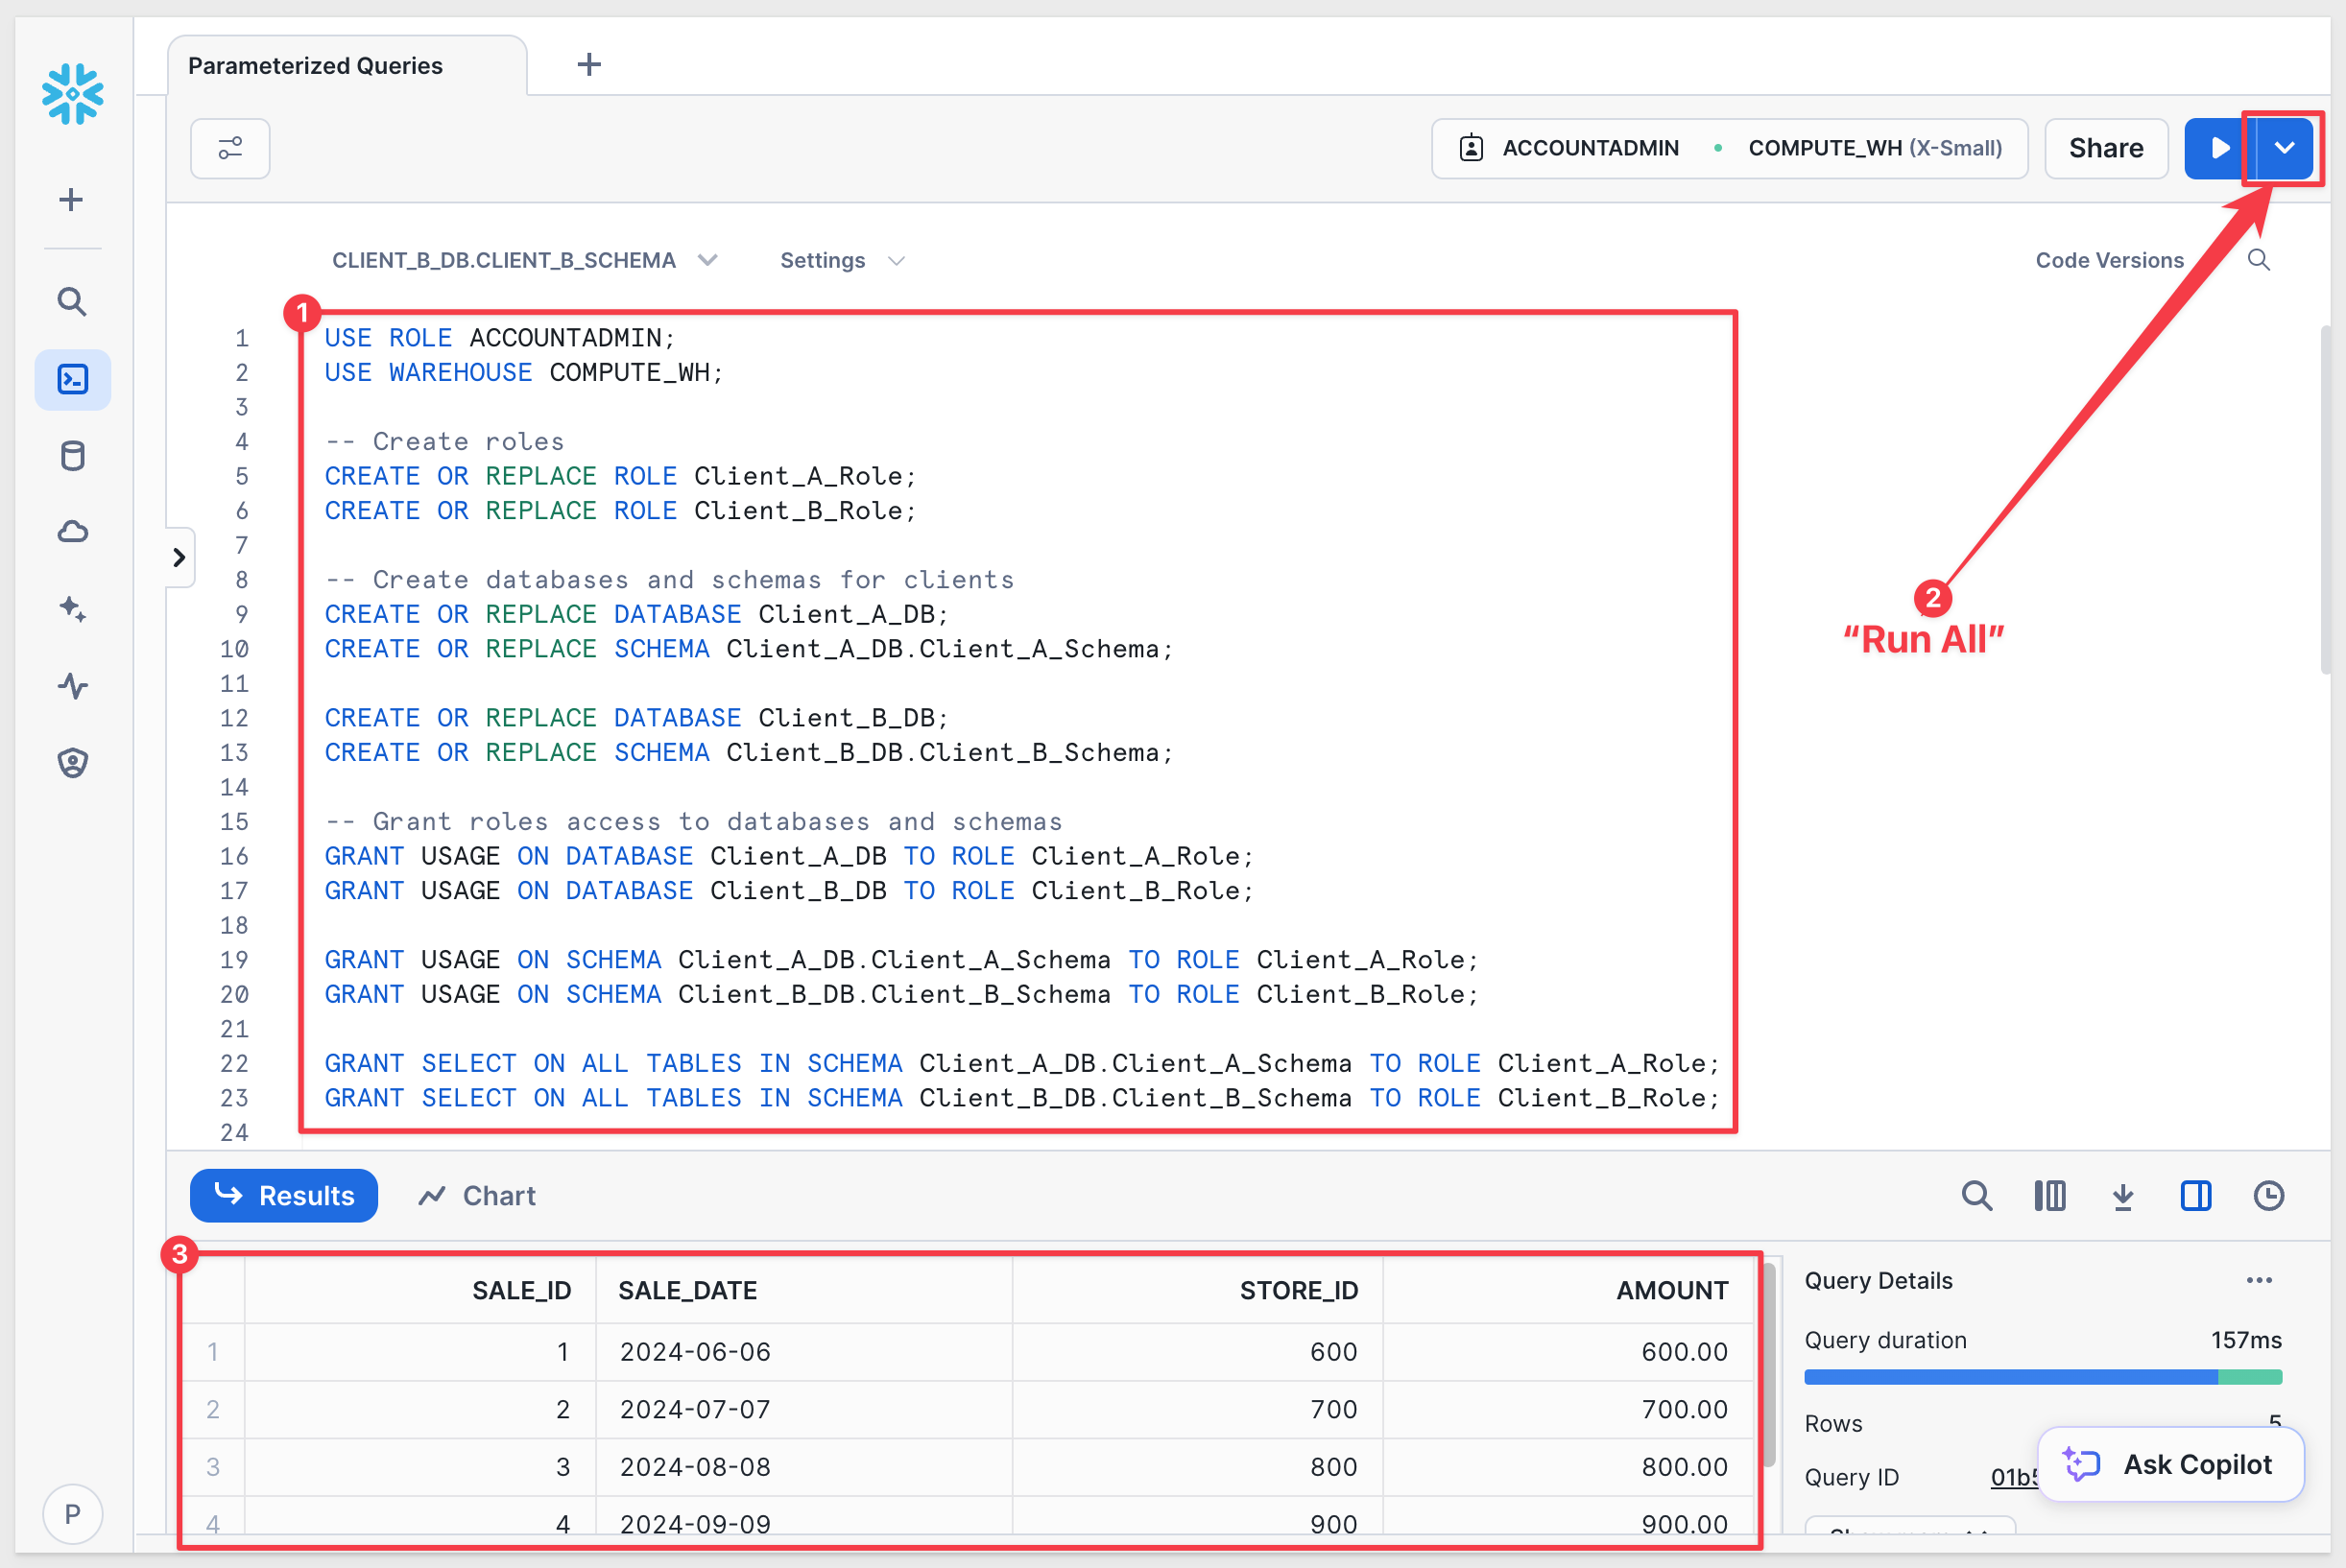 Parameterized Queries
ACCOUNTADMIN COMPUTE_WH (X-Small) Share
CLIENT_B_DB.CLIENT_B_SCHEMA Settings Code Versions
1
1 USE ROLE ACCOUNTADMIN;
2 USE WAREHOUSE COMPUTE_WH;
3
4 -- Create roles
5 CREATE OR REPLACE ROLE Client_A_Role;
6 CREATE OR REPLACE ROLE Client_B_Role;
7
8 -- Create databases and schemas for clients
9 CREATE OR REPLACE DATABASE Client_A_DB;
10 CREATE OR REPLACE SCHEMA Client_A_DB.Client_A_Schema;
11
12 CREATE OR REPLACE DATABASE Client_B_DB;
13 CREATE OR REPLACE SCHEMA Client_B_DB.Client_B_Schema;
14
15 -- Grant roles access to databases and schemas
16 GRANT USAGE ON DATABASE Client_A_DB TO ROLE Client_A_Role;
17 GRANT USAGE ON DATABASE Client_B_DB TO ROLE Client_B_Role;
18
19 GRANT USAGE ON SCHEMA Client_A_DB.Client_A_Schema TO ROLE Client_A_Role;
20 GRANT USAGE ON SCHEMA Client_B_DB.Client_B_Schema TO ROLE Client_B_Role;
21
22 GRANT SELECT ON ALL TABLES IN SCHEMA Client_A_DB.Client_A_Schema TO ROLE Client_A_Role;
23 GRANT SELECT ON ALL TABLES IN SCHEMA Client_B_DB.Client_B_Schema TO ROLE Client_B_Role;
24
2
“Run All”
Results Chart
3
SALE_ID SALE_DATE STORE_ID AMOUNT
1 1 2024-06-06 600 600.00
2 2 2024-07-07 700 700.00
3 3 2024-08-08 800 800.00
4 4 2024-09-09 900 900.00
Query Details
Query duration 157ms
Rows 5
Query ID 01b5
Ask Copilot
P